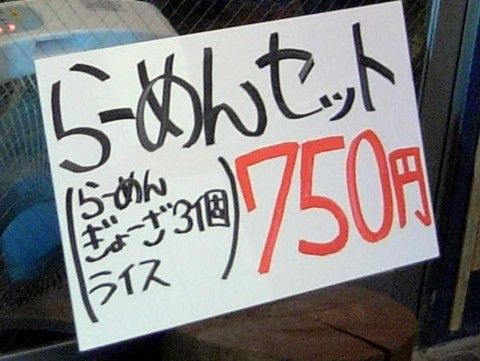 らーめんセット
(らーめん
ぎょーざ3個
ライス)
750円